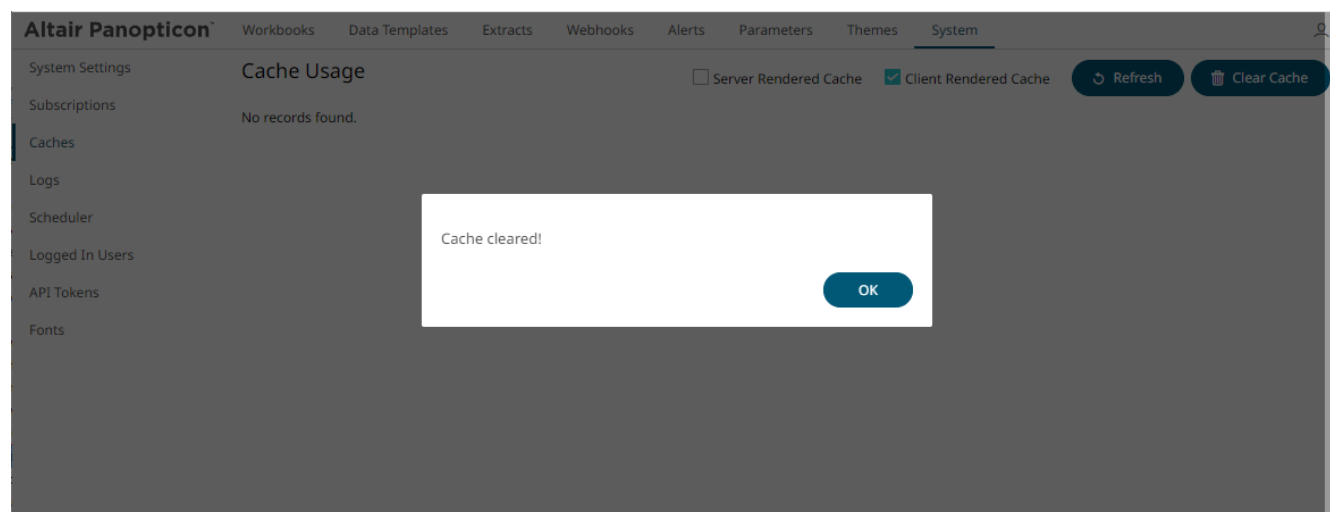 Altair Panopticon™ Workbooks Data Templates Extracts Webhooks Alerts Parameters Themes System
System Settings
Subscriptions
Caches
Logs
Scheduler
Logged In Users
API Tokens
Fonts
Cache Usage Server Rendered Cache Client Rendered Cache Refresh Clear Cache
No records found.
Cache cleared!
OK